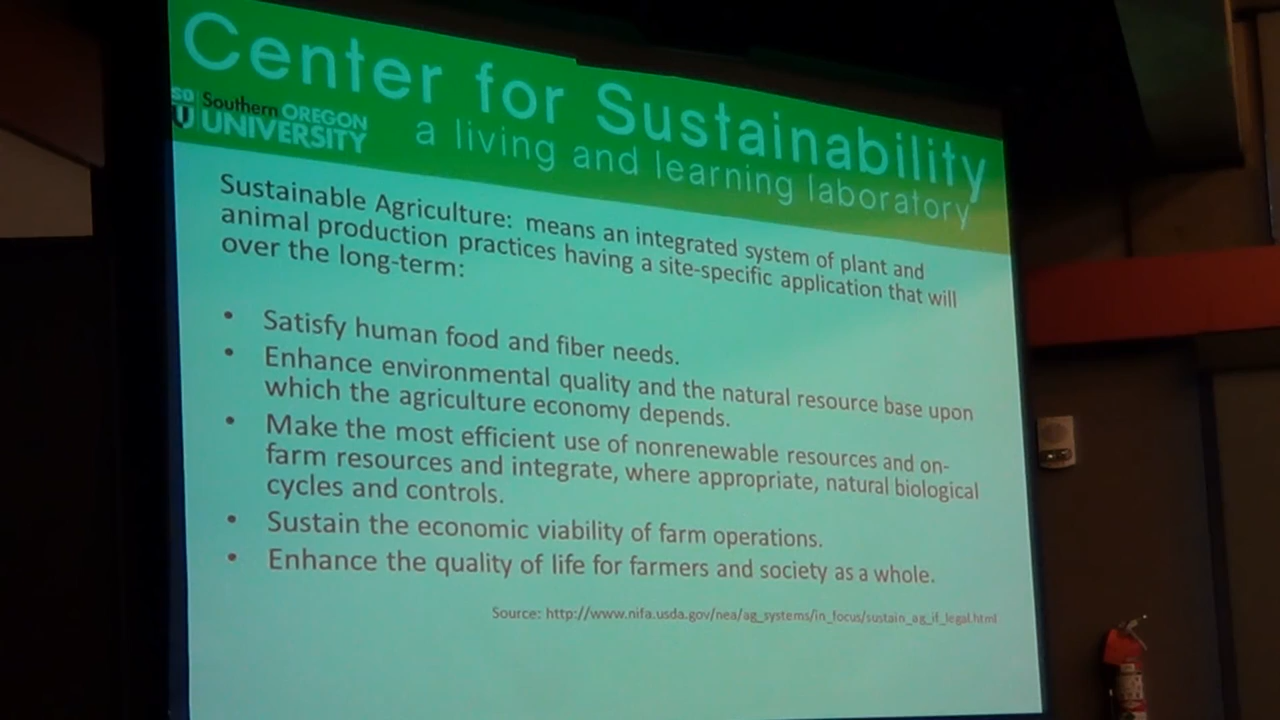 Center for Sustainability
a living and learning laboratory
SO
U
Southern OREGON
UNIVERSITY
Sustainable Agriculture: means an integrated system of plant and
animal production practices having a site-specific application that will
over the long-term:
• Satisfy human food and fiber needs.
• Enhance environmental quality and the natural resource base upon
which the agriculture economy depends.
• Make the most efficient use of nonrenewable resources and on-
farm resources and integrate, where appropriate, natural biological
cycles and controls.
• Sustain the economic viability of farm operations.
• Enhance the quality of life for farmers and society as a whole.
Source: http://www.nifa.usda.gov/nea/ag_systems/in_focus/sustain_ag_if_legal.html